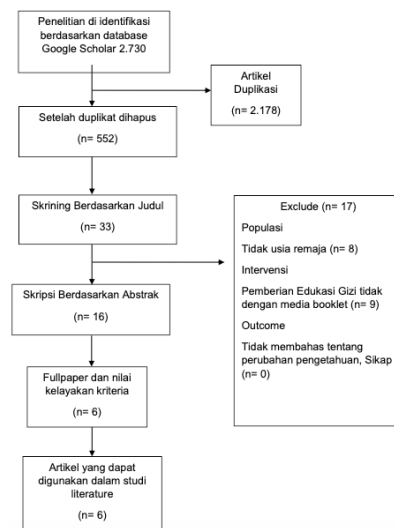 Penelitian di identifikasi
berdasarkan database
Google Scholar 2.730
Artikel
Duplikasi
(n= 2.178)
Setelah duplikat dihapus
(n= 552)
Skrining Berdasarkan Judul
(n= 33)
Exclude (n= 17)
Populasi
Tidak usia remaja (n= 8)
Intervensi
Pemberian Edukasi Gizi tidak
dengan media booklet (n= 9)
Outcome
Tidak membahas tentang
perubahan pengetahuan, Sikap
(n= 0)
Skripsi Berdasarkan Abstrak
(n= 16)
Fullpaper dan nilai
kelayakan kriteria
(n= 6)
Artikel yang dapat
digunakan dalam studi
literature
(n= 6)